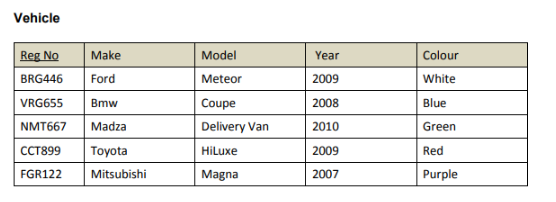 Vehicle
Reg No Make Model Year Colour
BRG446 Ford Meteor 2009 White
VRG655 Bmw Coupe 2008 Blue
NMT667 Madza Delivery Van 2010 Green
CCT899 Toyota HiLuxe 2009 Red
FGR122 Mitsubishi Magna 2007 Purple